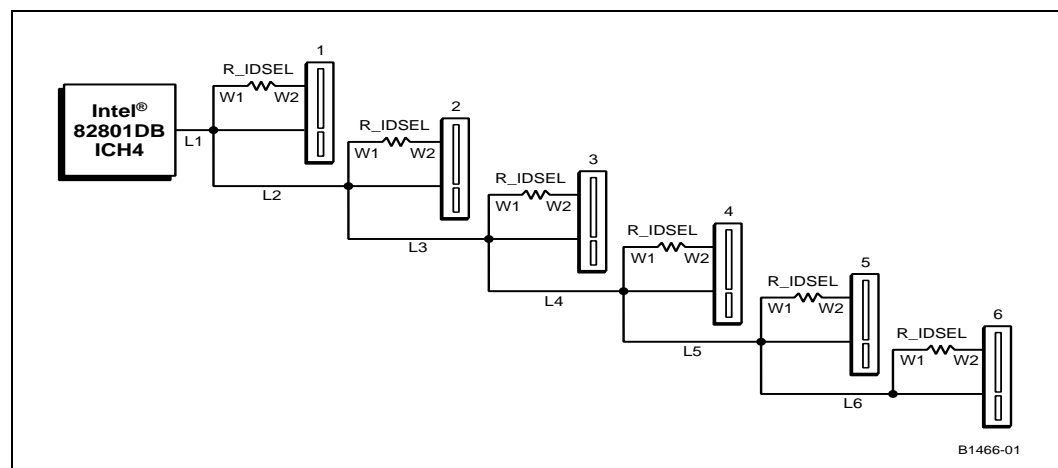 1
R_IDSEL
W1 W2
Intel®
82801DB
ICH4
L1
2
R_IDSEL
W1 W2
L2
3
R_IDSEL
W1 W2
L3
4
R_IDSEL
W1 W2
L4
5
R_IDSEL
W1 W2
L5
6
R_IDSEL
W1 W2
L6
B1466-01